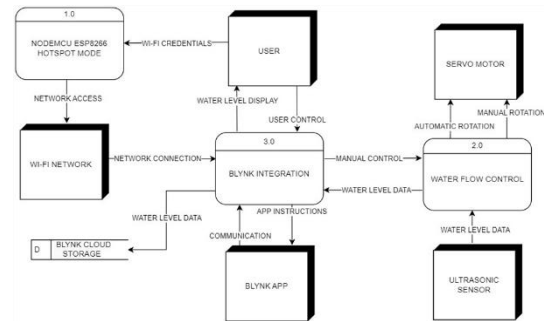 1.0
NODEMCU ESP8266
HOTSPOT MODE
WI-FI CREDENTIALS
USER
SERVO MOTOR
NETWORK ACCESS
WATER LEVEL DISPLAY
USER CONTROL
MANUAL ROTATION
AUTOMATIC ROTATION
WI-FI NETWORK
NETWORK CONNECTION
3.0
BLYNK INTEGRATION
MANUAL CONTROL
2.0
WATER FLOW CONTROL
WATER LEVEL DATA
WATER LEVEL DATA
APP INSTRUCTIONS
COMMUNICATION
WATER LEVEL DATA
D
BLYNK CLOUD
STORAGE
BLYNK APP
ULTRASONIC
SENSOR